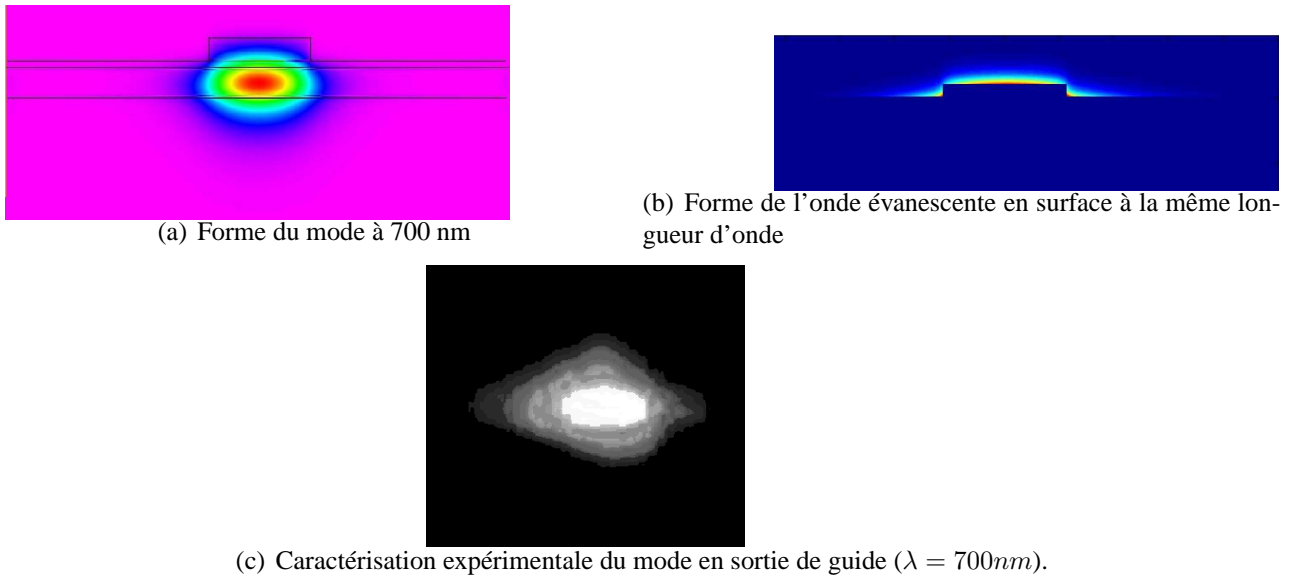 (a) Forme du mode à 700 nm
(b) Forme de l'onde évanescente en surface à la même lon-
gueur d'onde
(c) Caractérisation expérimentale du mode en sortie de guide (λ = 700nm).